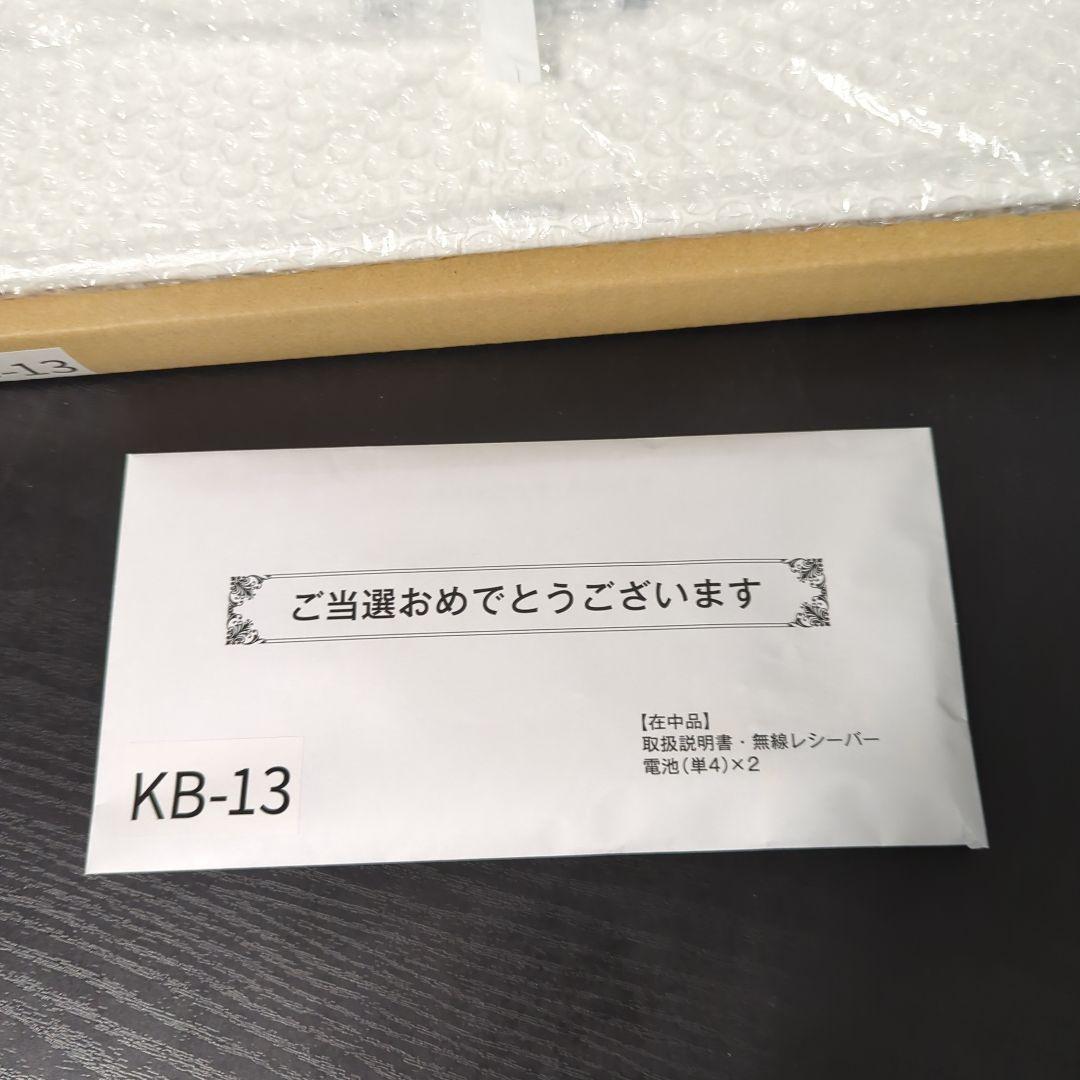 -13
ご当選おめでとうございます
【在中品】
取扱説明書・無線レシーバー
電池(単4)×2
KB-13